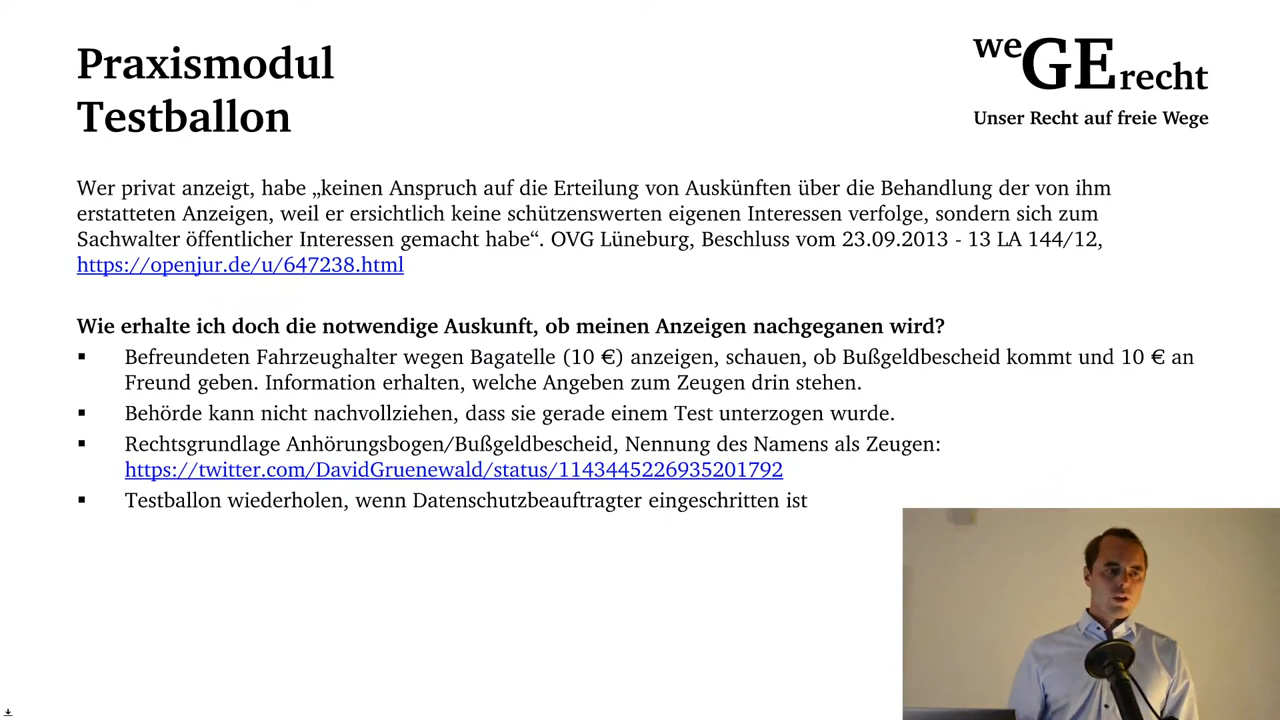 Praxismodul
Testballon
weGErecht
Unser Recht auf freie Wege
Wer privat anzeigt, habe „keinen Anspruch auf die Erteilung von Auskünften über die Behandlung der von ihm
erstatteten Anzeigen, weil er ersichtlich keine schützenswerten eigenen Interessen verfolge, sondern sich zum
Sachwalter öffentlicher Interessen gemacht habe“. OVG Lüneburg, Beschluss vom 23.09.2013 - 13 LA 144/12,
https://openjur.de/u/647238.html
Wie erhalte ich doch die notwendige Auskunft, ob meinen Anzeigen nachgeganen wird?
▪ Befreundeten Fahrzeughalter wegen Bagatelle (10 €) anzeigen, schauen, ob Bußgeldbescheid kommt und 10 € an
Freund geben. Information erhalten, welche Angeben zum Zeugen drin stehen.
▪ Behörde kann nicht nachvollziehen, dass sie gerade einem Test unterzogen wurde.
▪ Rechtsgrundlage Anhörungsbogen/Bußgeldbescheid, Nennung des Namens als Zeugen:
https://twitter.com/DavidGruenewald/status/1143445226935201792
▪ Testballon wiederholen, wenn Datenschutzbeauftragter eingeschritten ist